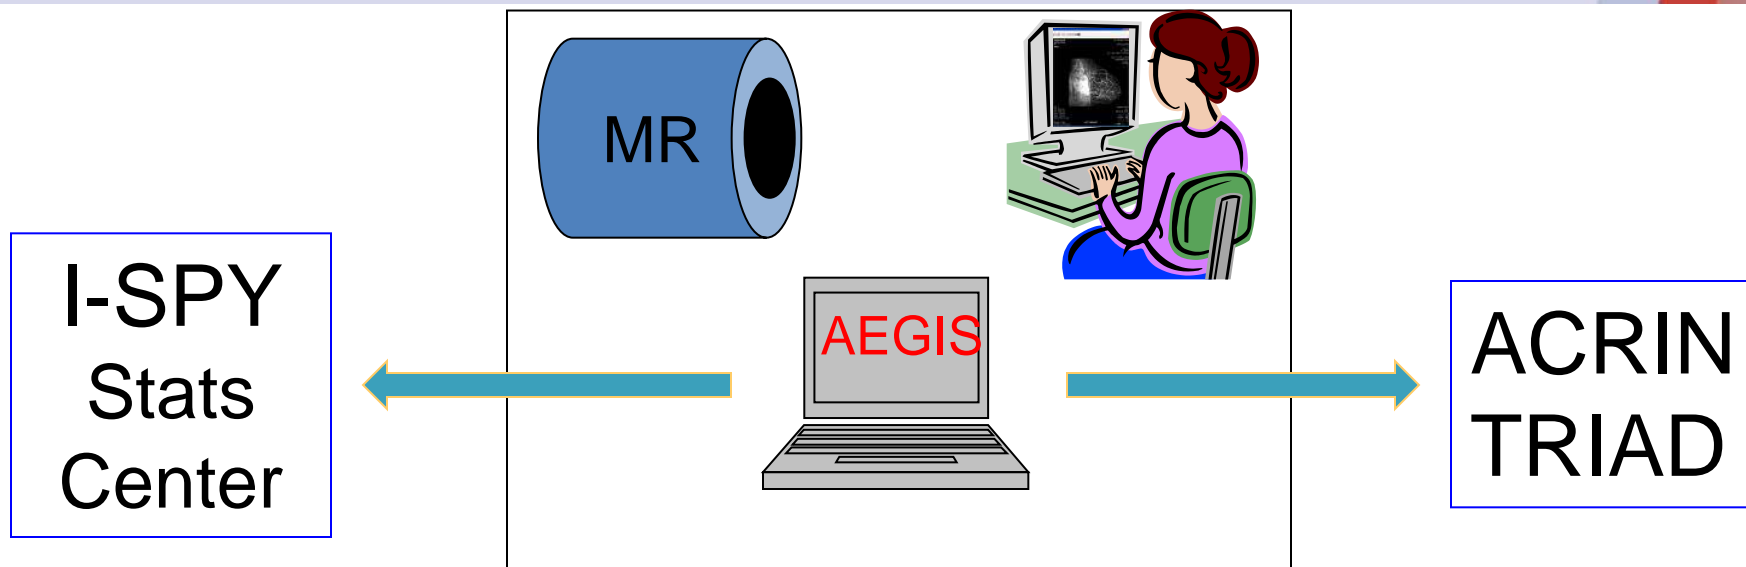 MR
I-SPY
Stats
Center
AEGIS
ACRIN
TRIAD